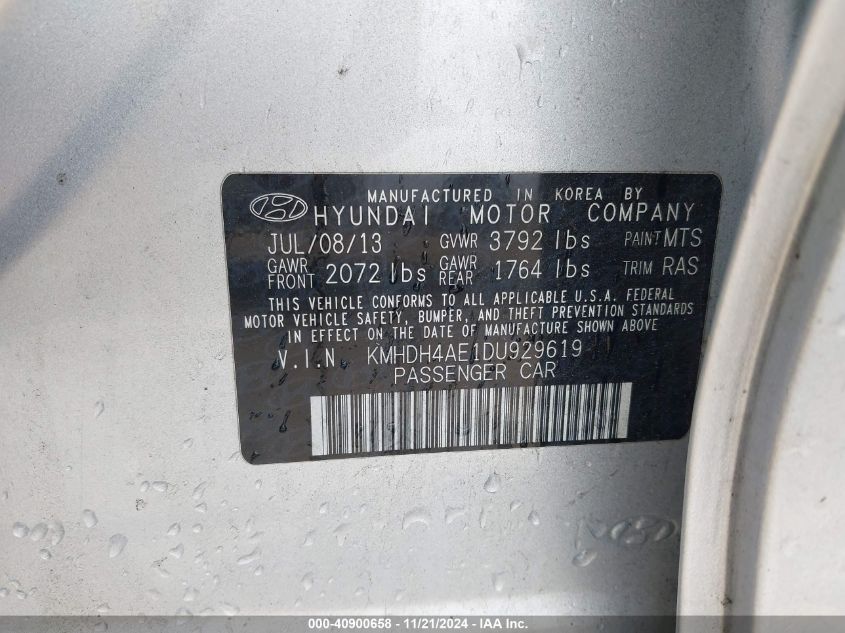 MANUFACTURED IN KOREA BY
HYUNDAI MOTOR COMPANY
JUL/08/13 GVWR 3792 lbs PAINT MTS
GAWR FRONT 2072 lbs GAWR REAR 1764 lbs TRIM RAS
THIS VEHICLE CONFORMS TO ALL APPLICABLE U.S.A. FEDERAL
MOTOR VEHICLE SAFETY, BUMPER, AND THEFT PREVENTION STANDARDS
IN EFFECT ON THE DATE OF MANUFACTURE SHOWN ABOVE
V.I.N. KMHDH4AE1DU929619
PASSENGER CAR
000-40900658 - 11/21/2024 - IAA Inc.